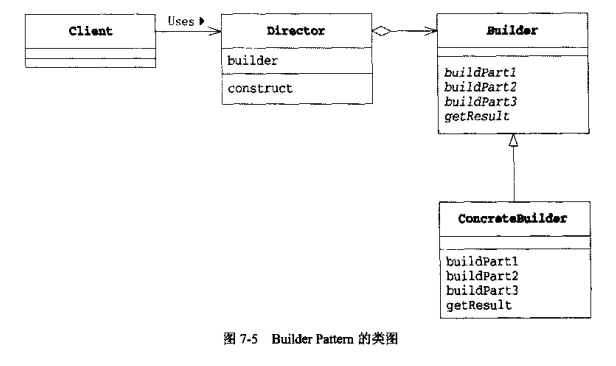 Client
Uses ▶
Director
builder
construct
Builder
buildPart1
buildPart2
buildPart3
getResult
ConcreteBuilder
buildPart1
buildPart2
buildPart3
getResult
图 7-5 Builder Pattern 的类图